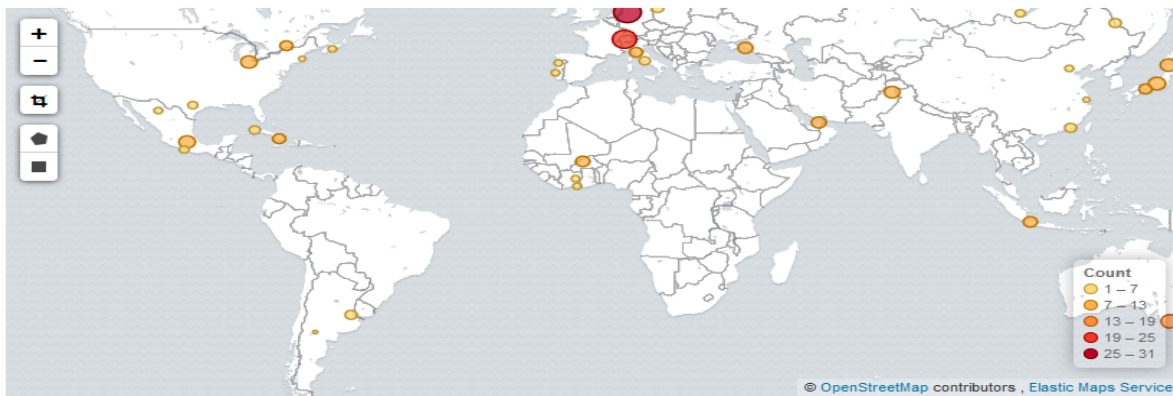 +
−
Count
1 – 7
7 – 13
13 – 19
19 – 25
25 – 31
© OpenStreetMap contributors , Elastic Maps Service